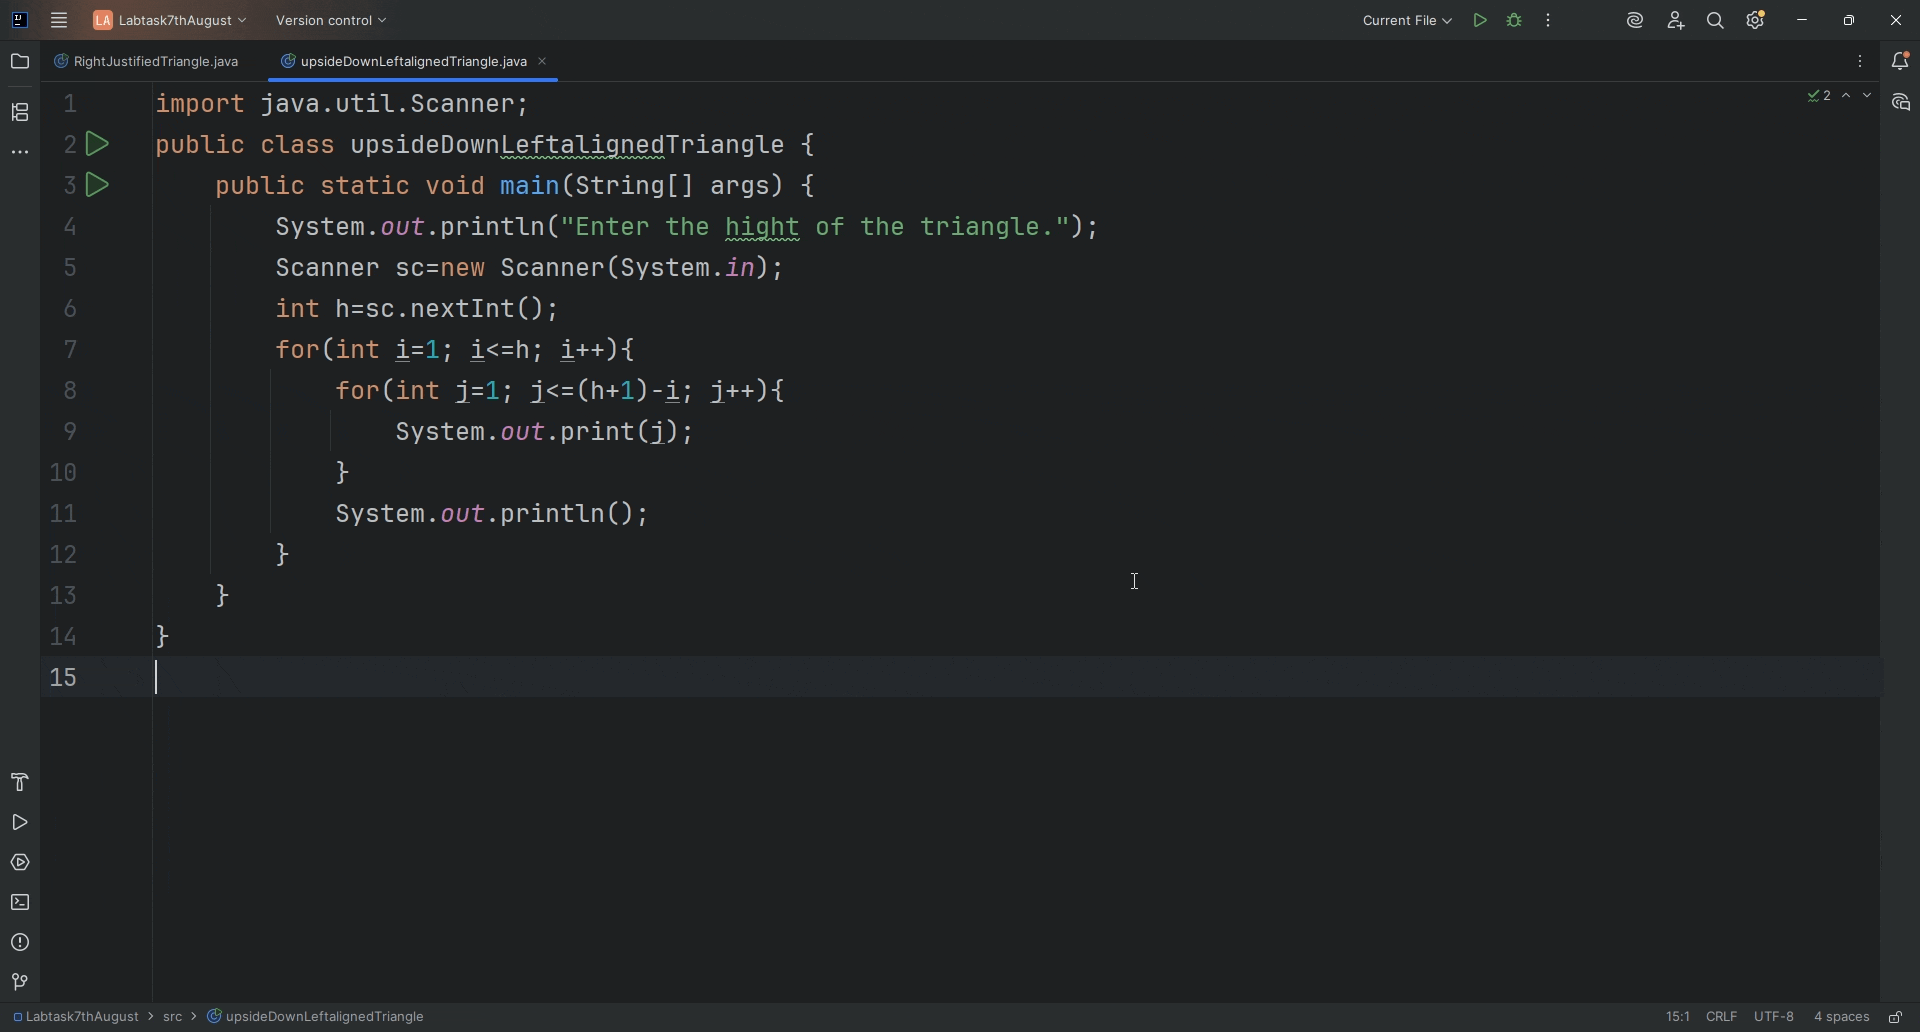 LA Labtask7thAugust Version control Current File
RightJustifiedTriangle.java upsideDownLeftalignedTriangle.java
1 import java.util.Scanner;
2 public class upsideDownLeftalignedTriangle {
3 public static void main(String[] args) {
4 System.out.println("Enter the hight of the triangle.");
5 Scanner sc=new Scanner(System.in);
6 int h=sc.nextInt();
7 for(int i=1; i<=h; i++){
8 for(int j=1; j<=(h+1)-i; j++){
9 System.out.print(j);
10 }
11 System.out.println();
12 }
13 }
14 }
15
2
Labtask7thAugust > src > upsideDownLeftalignedTriangle 15:1 CRLF UTF-8 4 spaces